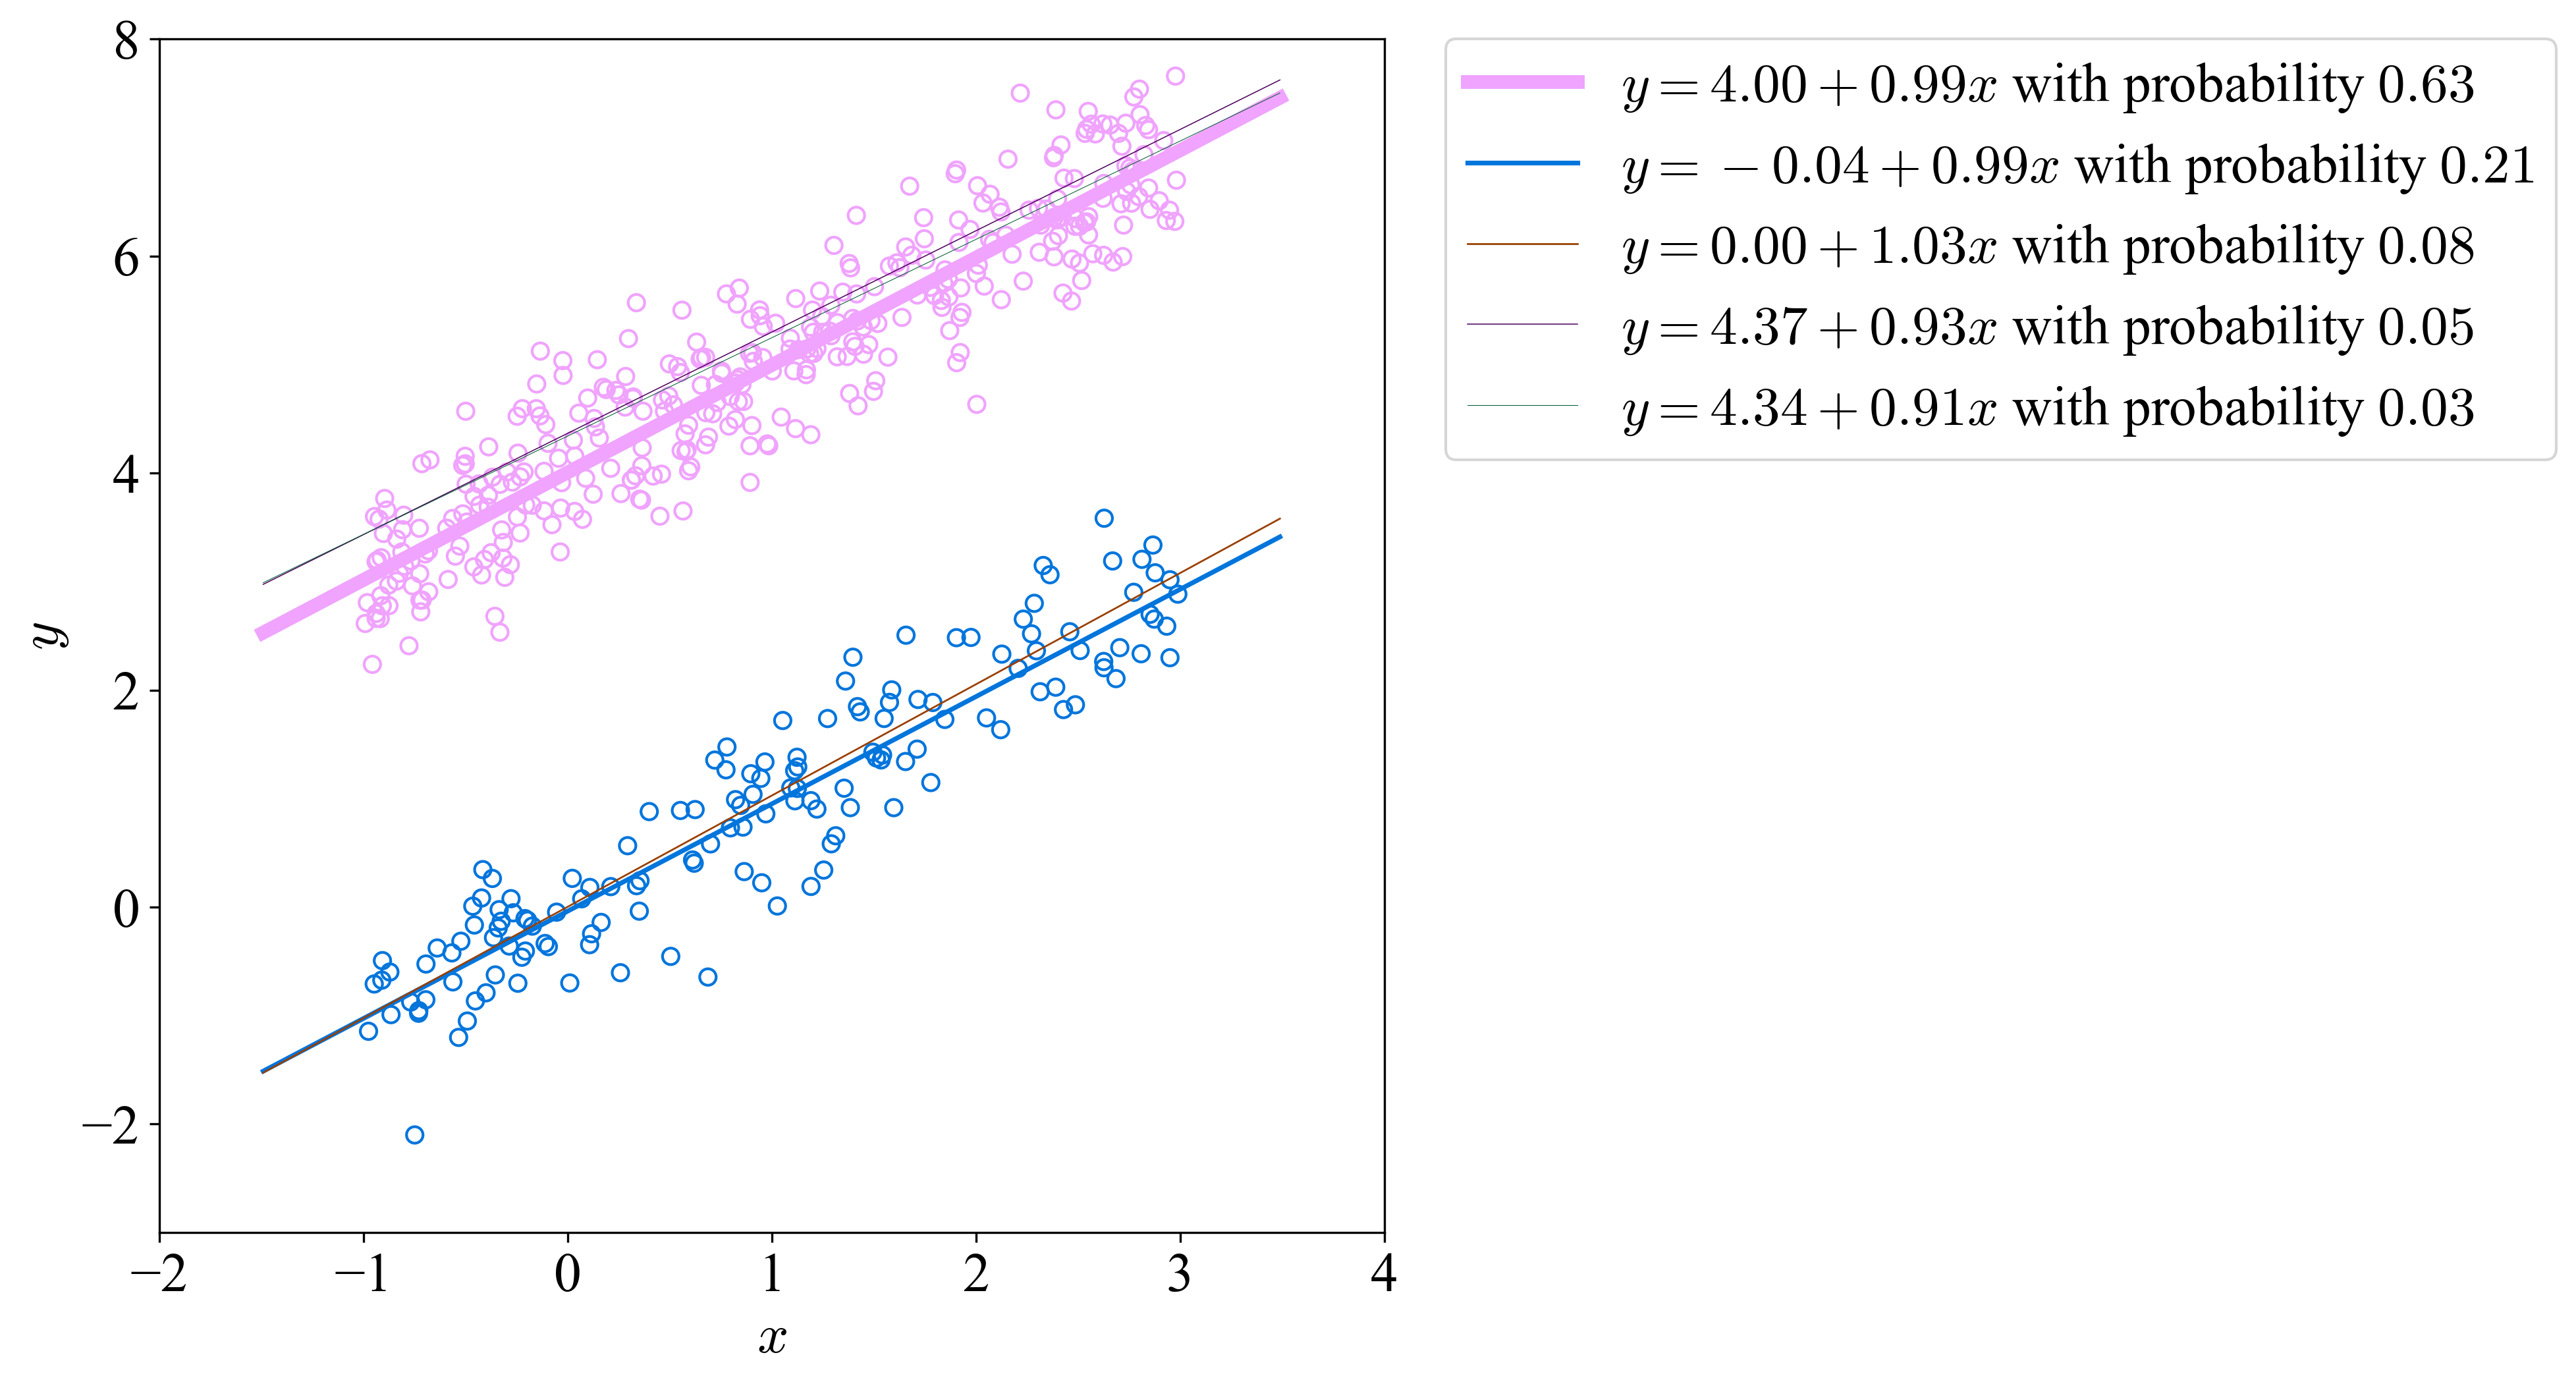 8
6
4
2
0
−2
−2 −1 0 1 2 3 4
x
y
y = 4.00 + 0.99x with probability 0.63
y = −0.04 + 0.99x with probability 0.21
y = 0.00 + 1.03x with probability 0.08
y = 4.37 + 0.93x with probability 0.05
y = 4.34 + 0.91x with probability 0.03